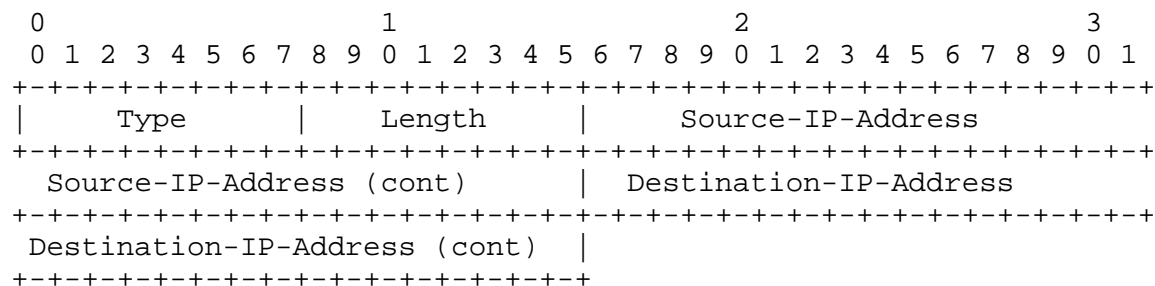 0                   1                   2                   3
 0 1 2 3 4 5 6 7 8 9 0 1 2 3 4 5 6 7 8 9 0 1 2 3 4 5 6 7 8 9 0 1
+-+-+-+-+-+-+-+-+-+-+-+-+-+-+-+-+-+-+-+-+-+-+-+-+-+-+-+-+-+-+-+-+
|     Type      |    Length     |     Source-IP-Address
+-+-+-+-+-+-+-+-+-+-+-+-+-+-+-+-+-+-+-+-+-+-+-+-+-+-+-+-+-+-+-+-+
  Source-IP-Address (cont)      |  Destination-IP-Address
+-+-+-+-+-+-+-+-+-+-+-+-+-+-+-+-+-+-+-+-+-+-+-+-+-+-+-+-+-+-+-+-+
 Destination-IP-Address (cont)  |
+-+-+-+-+-+-+-+-+-+-+-+-+-+-+-+-+